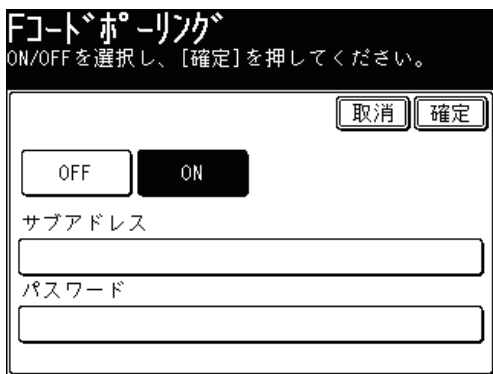 Fコードポーリング
ON/OFFを選択し、[確定]を押してください。
取消 確定
OFF ON
サブアドレス
パスワード